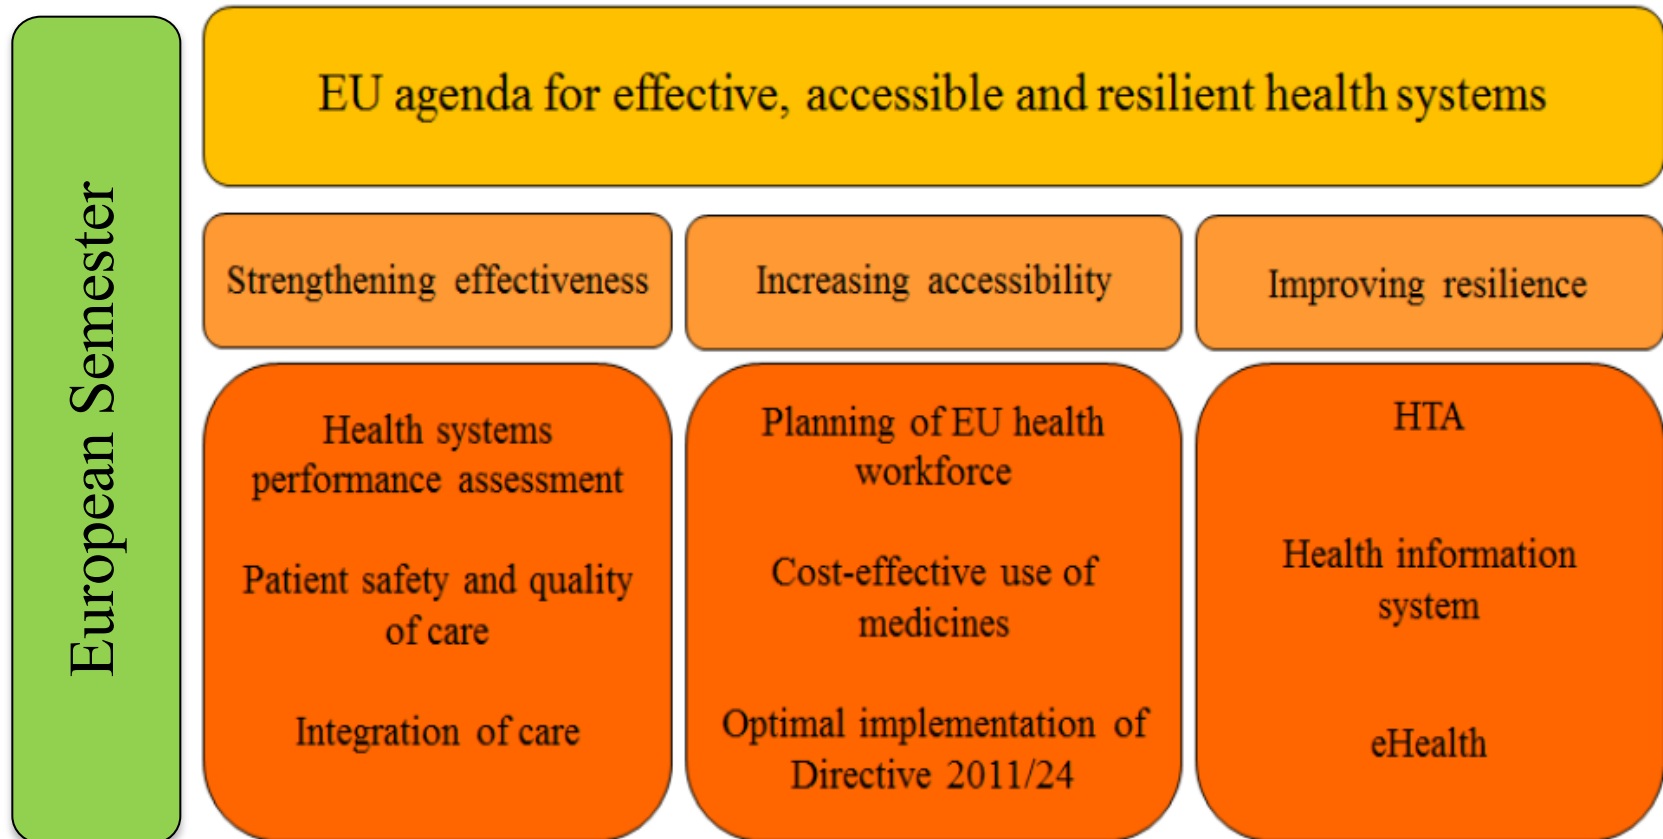 European Semester
EU agenda for effective, accessible and resilient health systems
Strengthening effectiveness
Increasing accessibility
Improving resilience
Health systems
performance assessment
Patient safety and quality
of care
Integration of care
Planning of EU health
workforce
Cost-effective use of
medicines
Optimal implementation of
Directive 2011/24
HTA
Health information
system
eHealth